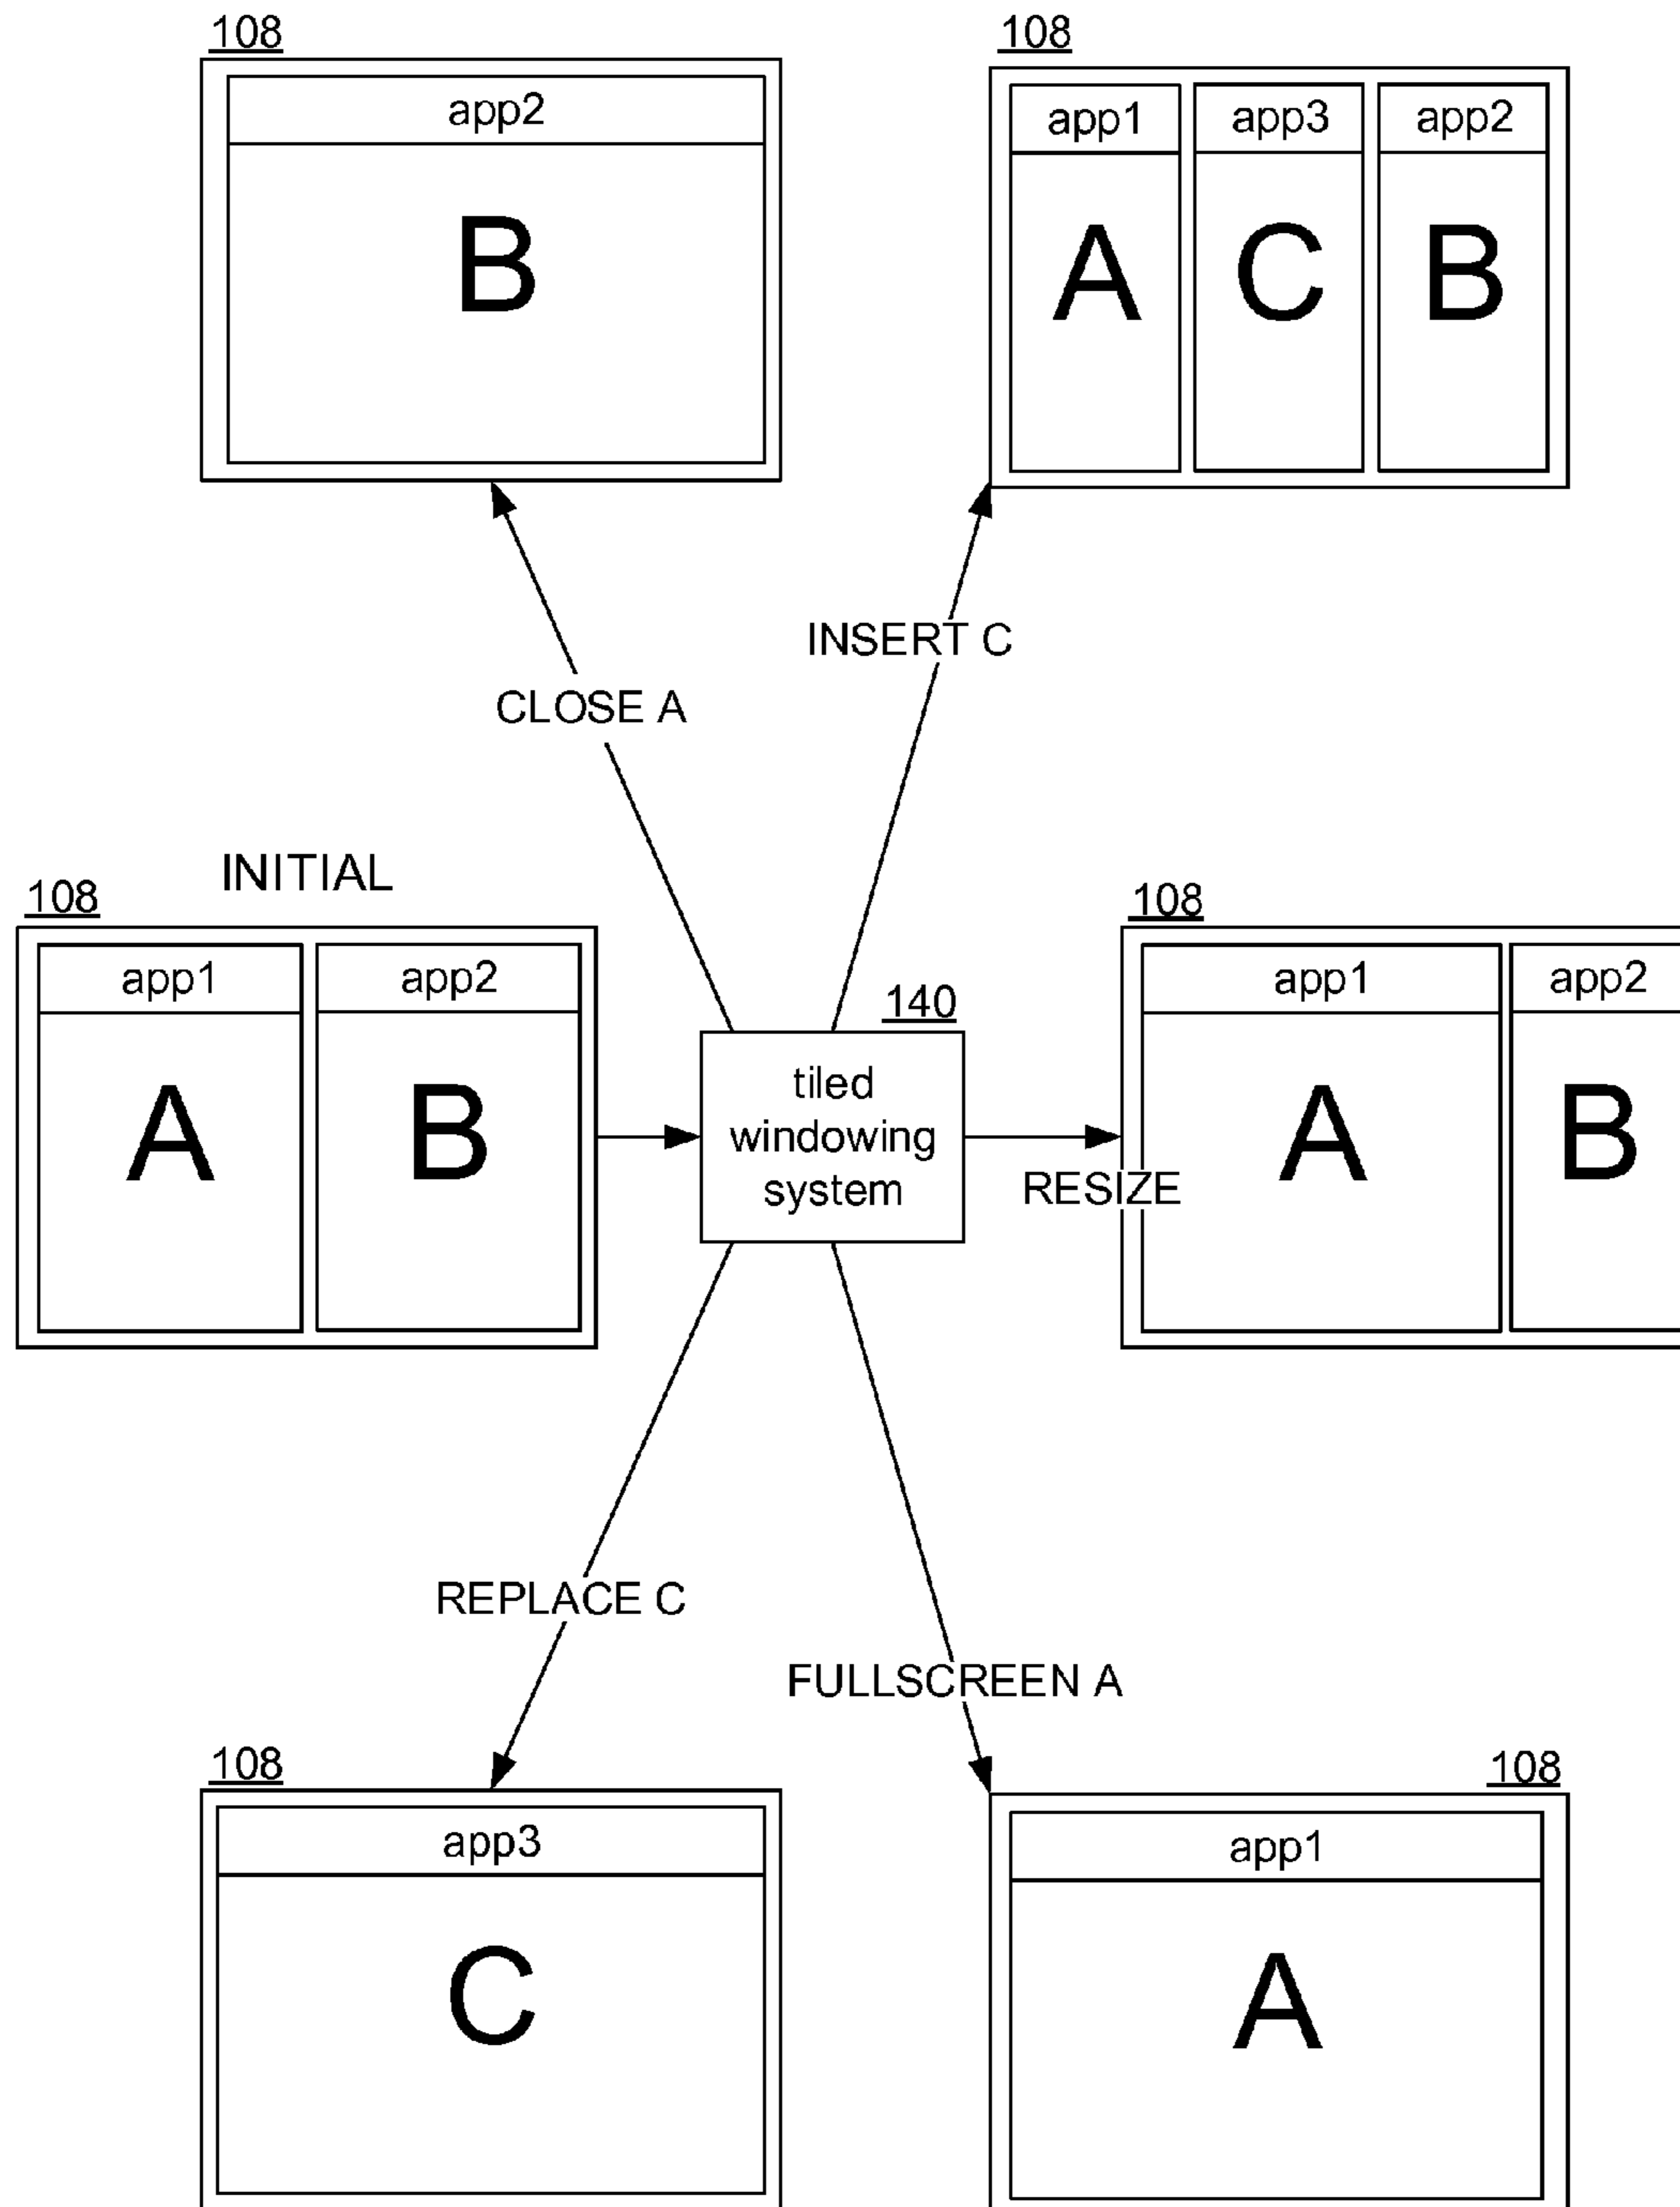 108
app2
B
108
app1 app3 app2
A C B
INSERT C
CLOSE A
INITIAL
108
app1 app2
A B
140
tiled
windowing
system
108
app1 app2
A B
RESIZE
REPLACE C
FULLSCREEN A
108
app3
C
108
app1
A